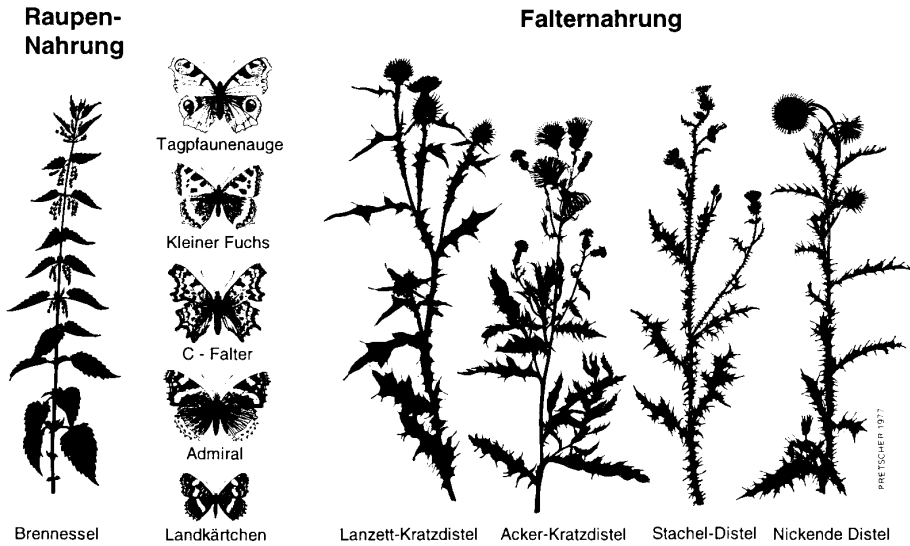 Raupen-
Nahrung
Falternahrung
Tagpfaunenauge
Kleiner Fuchs
C - Falter
Admiral
PRETSCHER 1977
Brennessel
Landkärtchen
Lanzett-Kratzdistel
Acker-Kratzdistel
Stachel-Distel
Nickende Distel